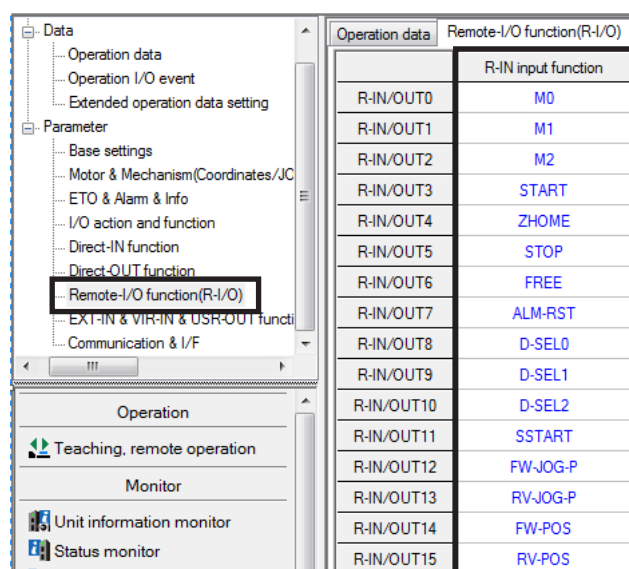 Data
Operation data
Operation I/O event
Extended operation data setting
Parameter
Base settings
Motor & Mechanism(Coordinates/JO
ETO & Alarm & Info
I/O action and function
Direct-IN function
Direct-OUT function
Remote-I/O function(R-I/O)
EXT-IN & VIR-IN & USR-OUT functi
Communication & I/F
Operation
Teaching, remote operation
Monitor
Unit information monitor
Status monitor
Operation data Remote-I/O function(R-I/O)
R-IN input function
R-IN/OUT0 M0
R-IN/OUT1 M1
R-IN/OUT2 M2
R-IN/OUT3 START
R-IN/OUT4 ZHOME
R-IN/OUT5 STOP
R-IN/OUT6 FREE
R-IN/OUT7 ALM-RST
R-IN/OUT8 D-SEL0
R-IN/OUT9 D-SEL1
R-IN/OUT10 D-SEL2
R-IN/OUT11 SSTART
R-IN/OUT12 FW-JOG-P
R-IN/OUT13 RV-JOG-P
R-IN/OUT14 FW-POS
R-IN/OUT15 RV-POS